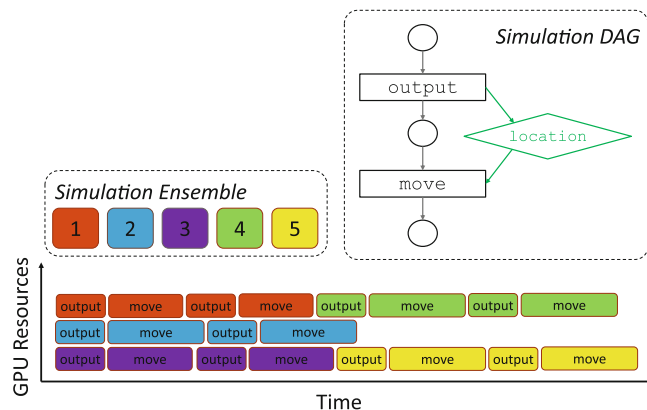 Simulation DAG
output
location
move
Simulation Ensemble
1 2 3 4 5
GPU Resources
output move output move output move output move
output move output move
output move output move output move output move
Time